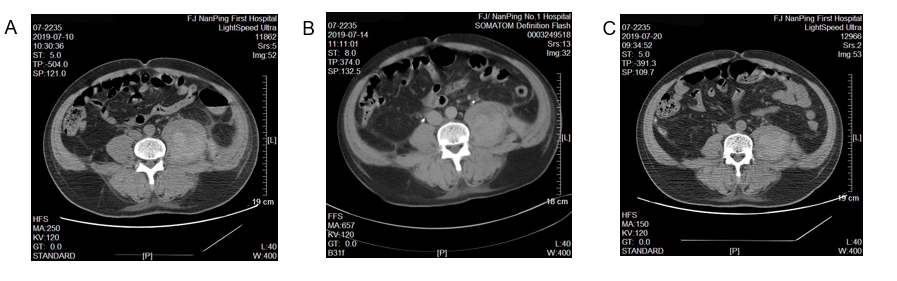 A
FJ NanPing First Hospital
07-2235 LightSpeed Ultra
2019-07-10 11862
10:30:36 Srs:5
ST: 5.0 Img:52
TP:-504.0
SP:121.0
[L]
19 cm
HFS
MA:250
KV:120
GT: 0.0 L:40
STANDARD [P] W:400
B
FJ/ NanPing No.1 Hospital
07-2235 SOMATOM Definition Flash
2019-07-14 0003249518
11:11:01 Srs:13
ST: 8.0 Img:32
TP:374.0
SP:132.5
[L]
18 cm
FFS
MA:657
KV:120
GT: 0.0 L:40
B31f [P] W:400
C
FJ NanPing First Hospital
07-2235 LightSpeed Ultra
2019-07-20 12966
09:34:52 Srs:2
ST: 5.0 Img:53
TP:-391.3
SP:109.7
[L]
19 cm
HFS
MA:150
KV:120
GT: 0.0 L:40
STANDARD [P] W:400